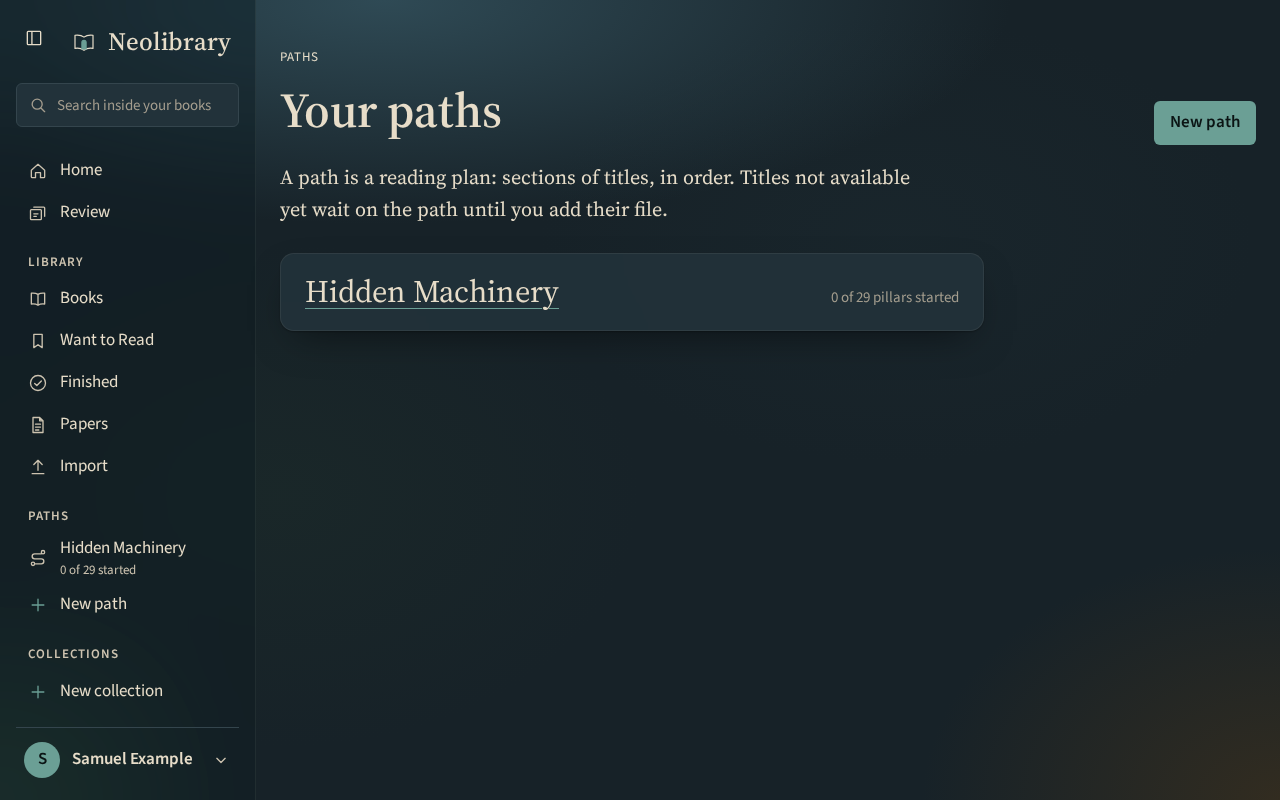 Neolibrary
Search inside your books
Home
Review
LIBRARY
Books
Want to Read
Finished
Papers
Import
PATHS
Hidden Machinery
0 of 29 started
New path
COLLECTIONS
New collection
S
Samuel Example
PATHS
Your paths
New path
A path is a reading plan: sections of titles, in order. Titles not available
yet wait on the path until you add their file.
Hidden Machinery
0 of 29 pillars started